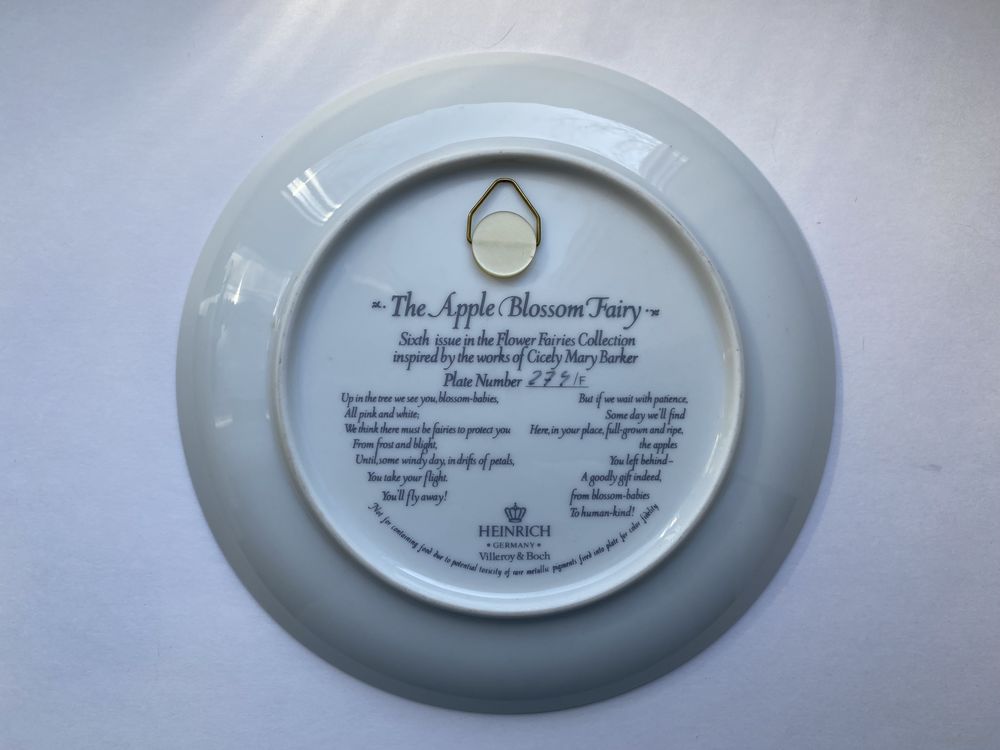 The Apple Blossom Fairy
Sixth issue in the Flower Fairies Collection
inspired by the works of Cicely Mary Barker
Plate Number /F
Up in the tree we see you, blossom-babies,
All pink and white;
We think there must be fairies to protect you
From frost and blight,
Until, some windy day, in drifts of petals,
You take your flight.
You'll fly away!
But if we wait with patience,
Some day we'll find
Here, in your place, full-grown and ripe,
the apples
You left behind–
A goodly gift indeed,
from blossom-babies
To human-kind!
HEINRICH
• GERMANY •
Villeroy & Boch
Not for containing food due to potential toxicity of rare metallic pigments fired into plate for color fidelity